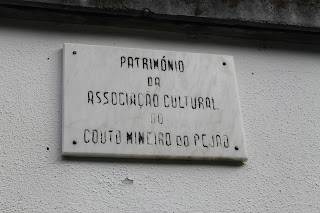 PATRIMÓNIO
DA
ASSOCIAÇÃO CULTURAL
DO
COUTO MINEIRO DO PEJÃO